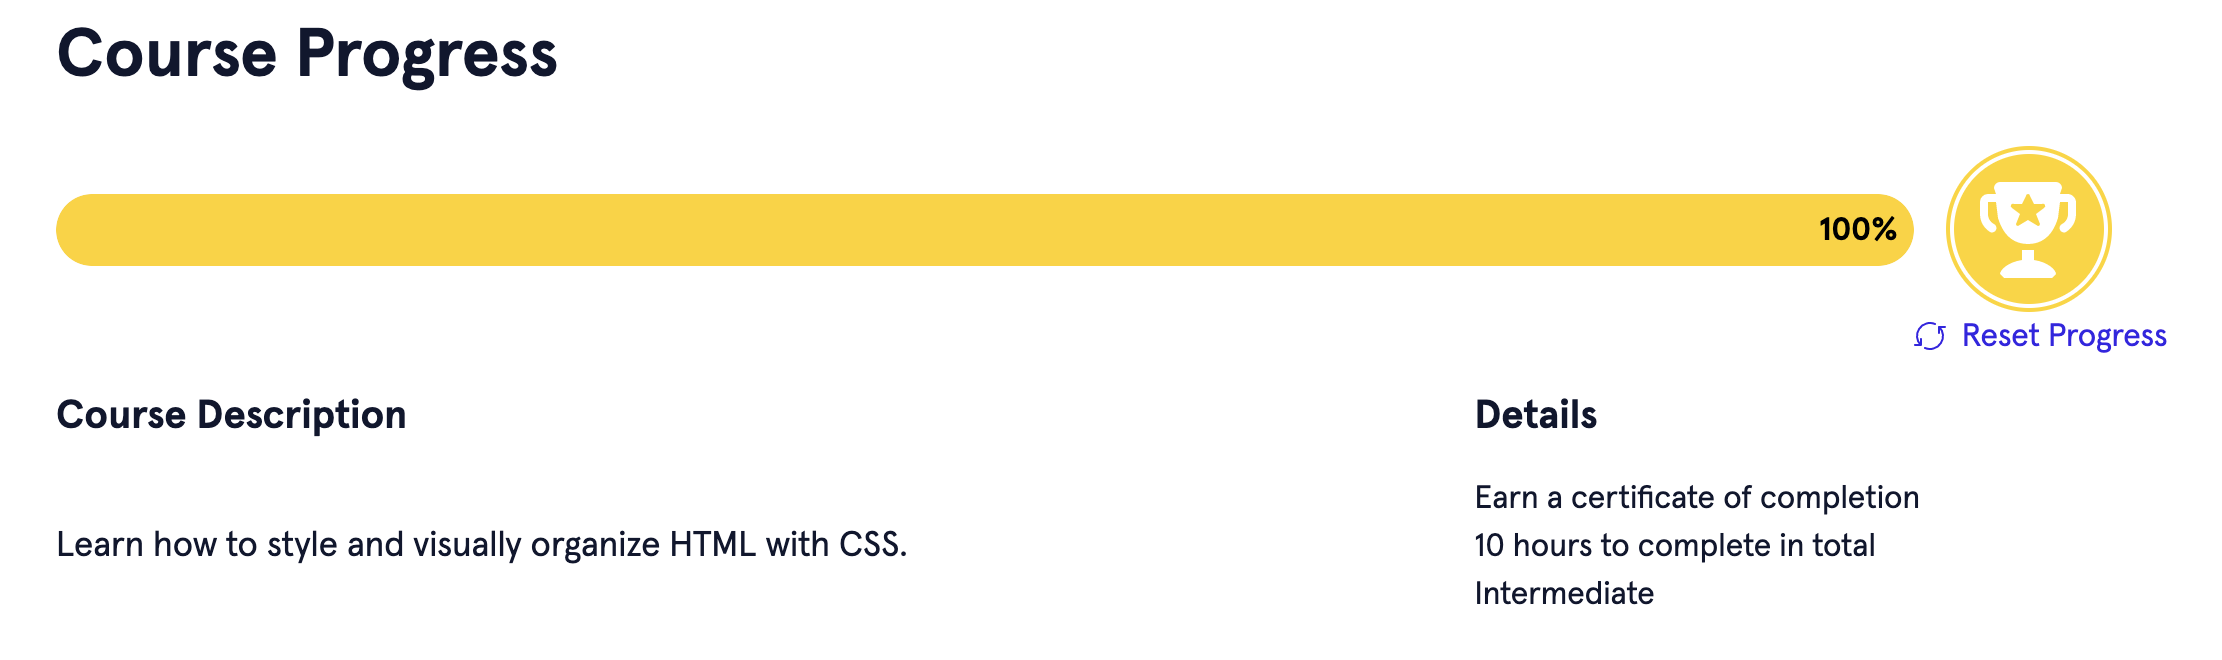 Course Progress
100%
Reset Progress
Course Description
Learn how to style and visually organize HTML with CSS.
Details
Earn a certificate of completion
10 hours to complete in total
Intermediate